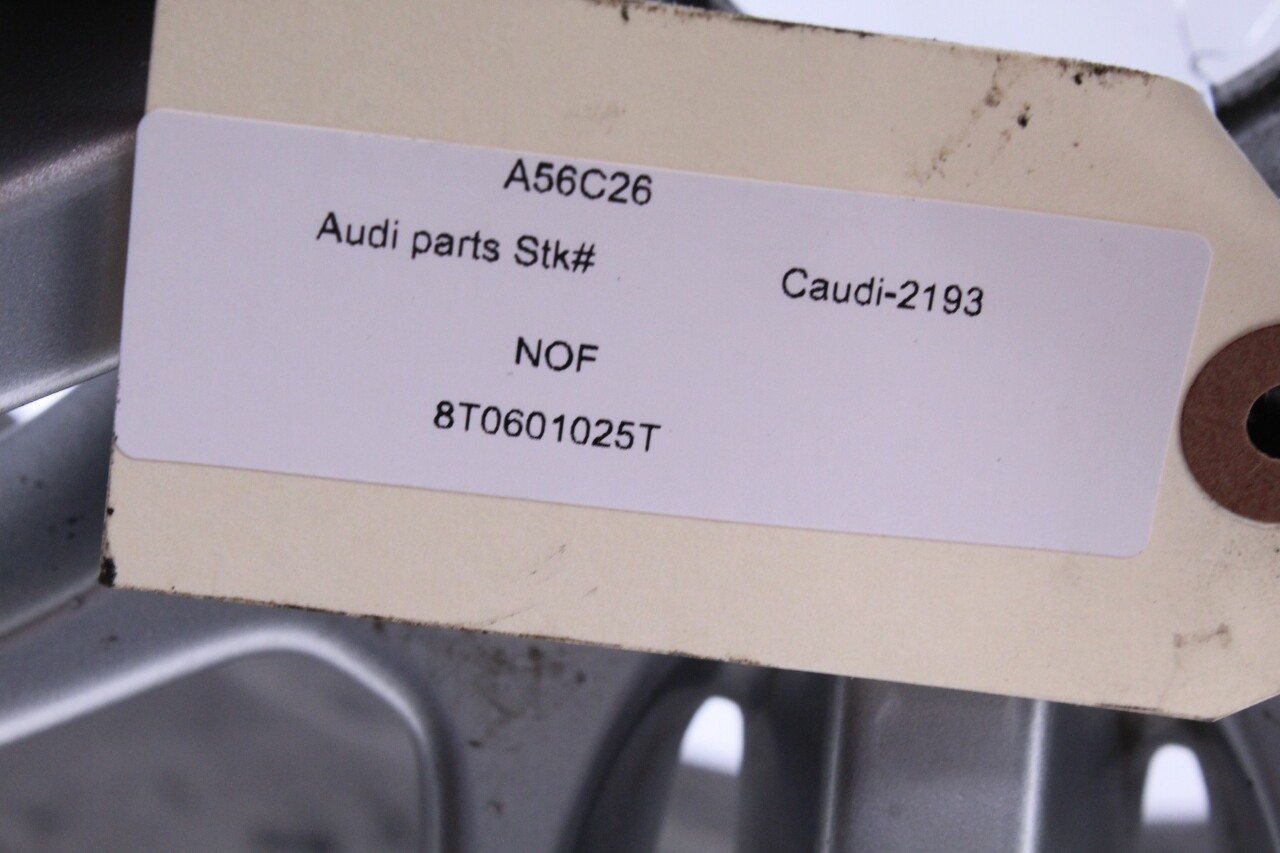 A56C26
Audi parts Stk# Caudi-2193
NOF
8T0601025T